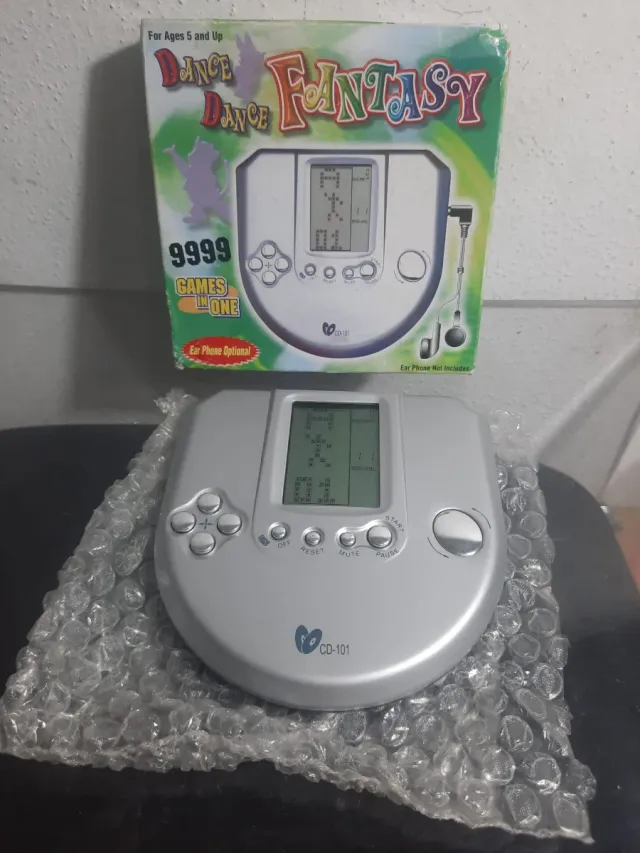 For Ages 5 and Up
DANCE
DANCE
FANTASY
9999
GAMES
IN
ONE
Ear Phone Optional
CD-101
Ear Phone Not Includes
OFF
RESET
MUTE
START
PAUSE
CD-101